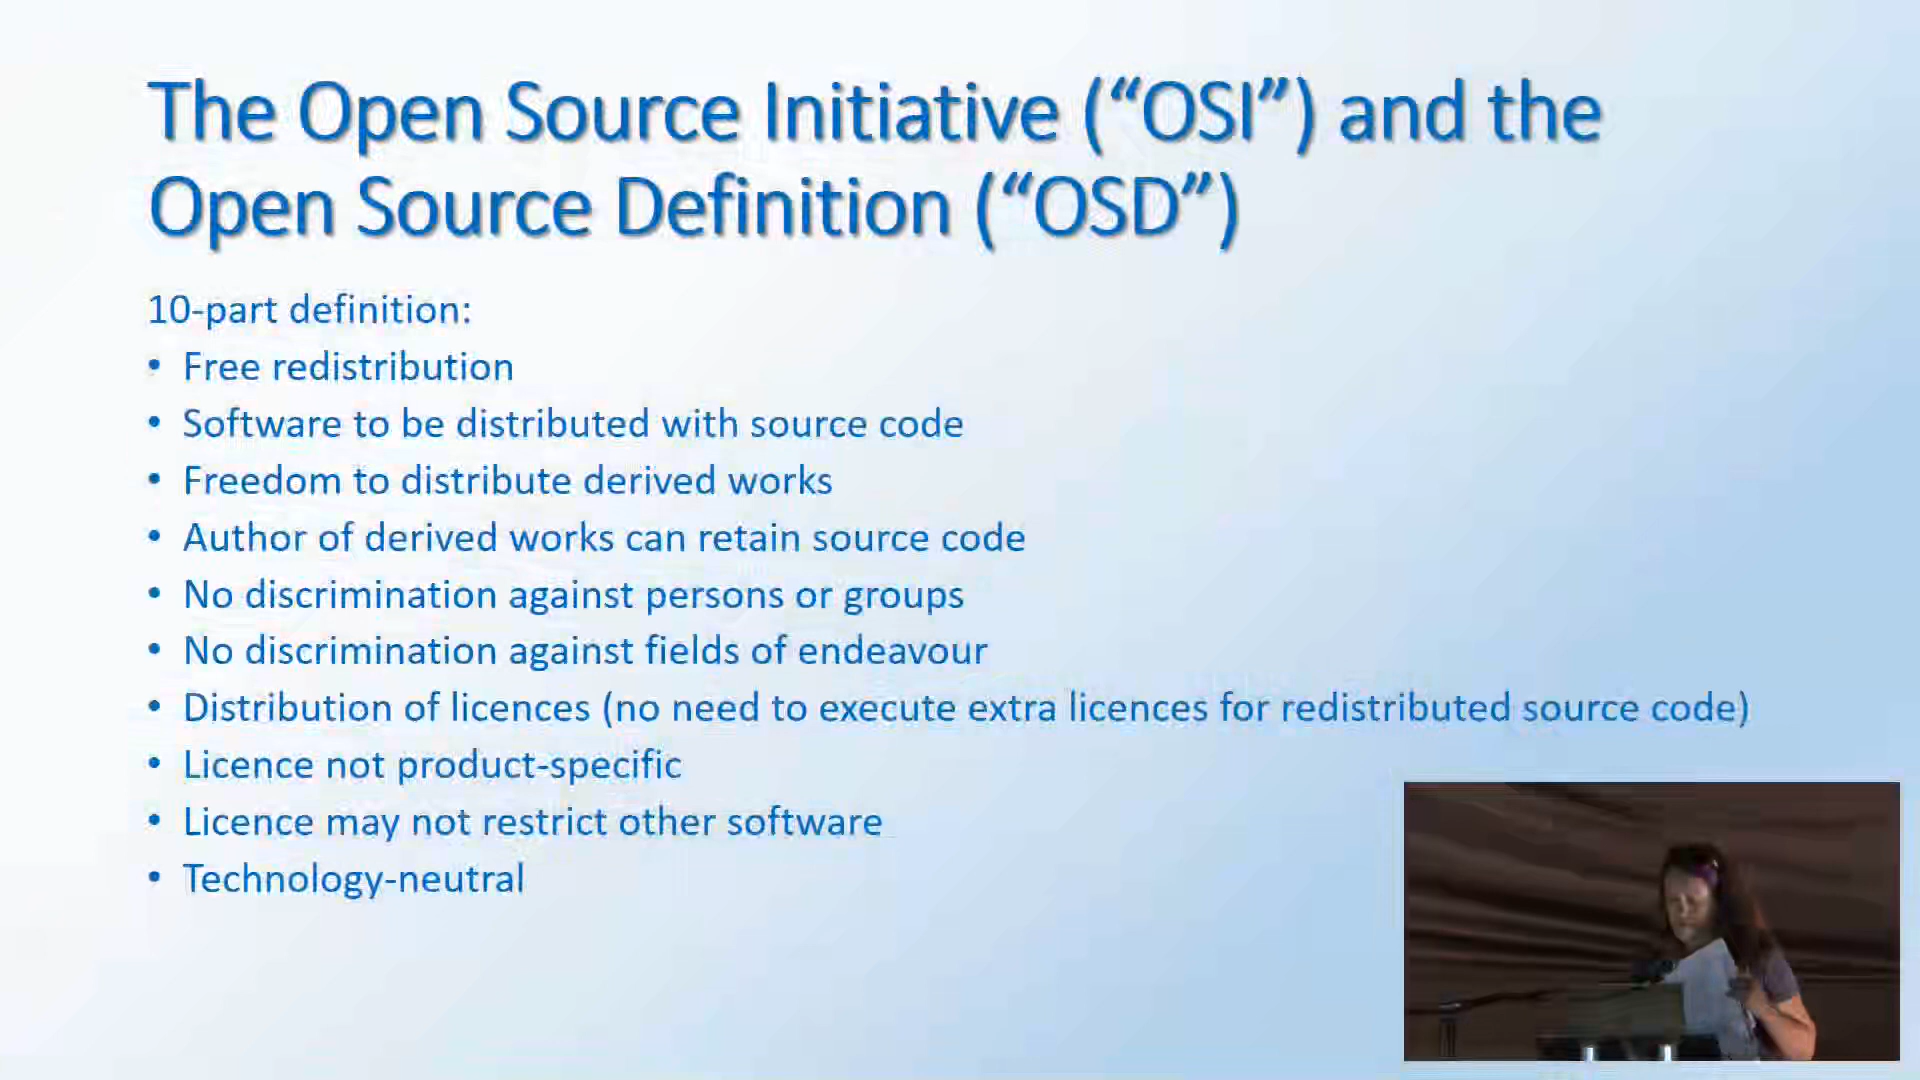 The Open Source Initiative (“OSI”) and the
Open Source Definition (“OSD”)
10-part definition:
• Free redistribution
• Software to be distributed with source code
• Freedom to distribute derived works
• Author of derived works can retain source code
• No discrimination against persons or groups
• No discrimination against fields of endeavour
• Distribution of licences (no need to execute extra licences for redistributed source code)
• Licence not product-specific
• Licence may not restrict other software
• Technology-neutral